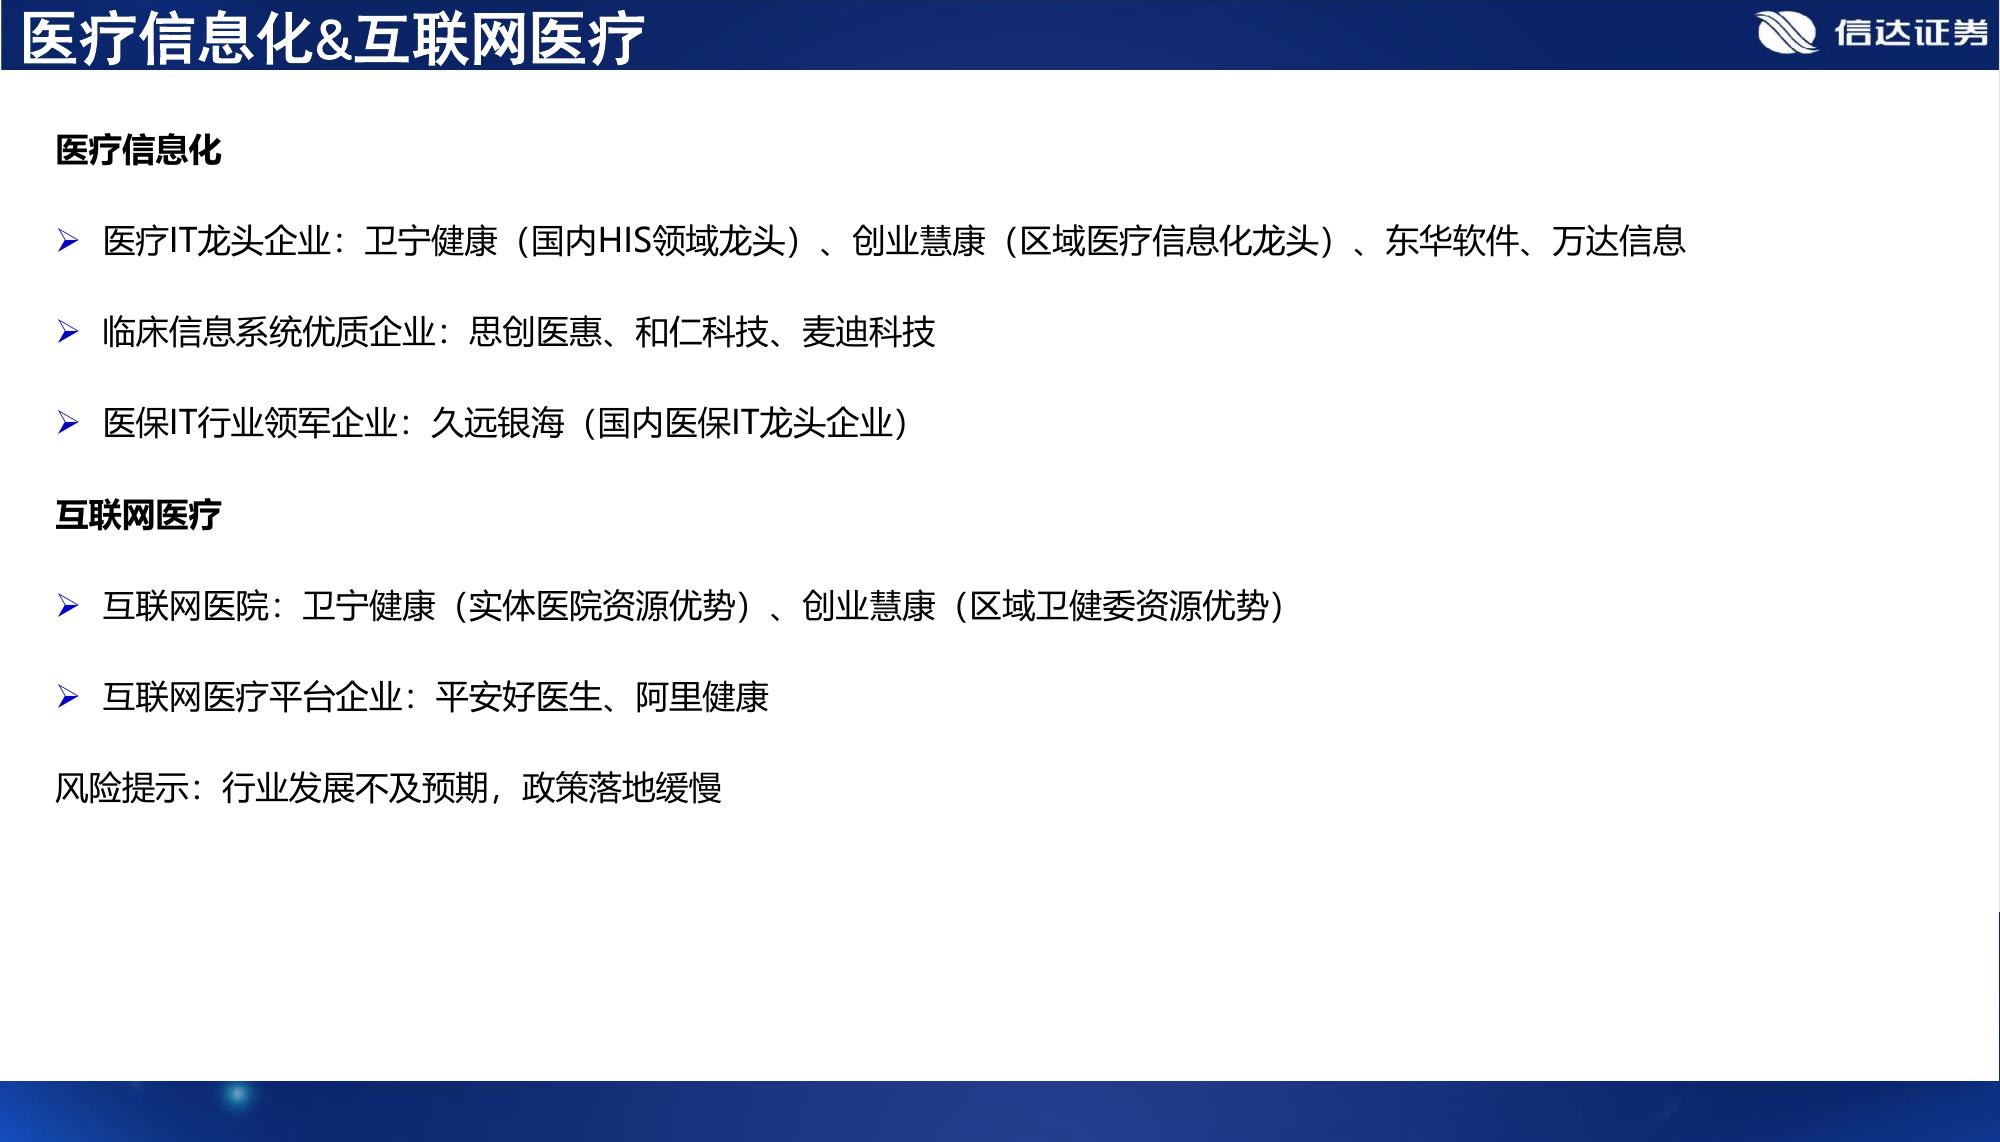 医疗信息化&互联网医疗
信达证券
医疗信息化
医疗IT龙头企业：卫宁健康（国内HIS领域龙头）、创业慧康（区域医疗信息化龙头）、东华软件、万达信息
临床信息系统优质企业：思创医惠、和仁科技、麦迪科技
医保IT行业领军企业：久远银海（国内医保IT龙头企业）
互联网医疗
互联网医院：卫宁健康（实体医院资源优势）、创业慧康（区域卫健委资源优势）
互联网医疗平台企业：平安好医生、阿里健康
风险提示：行业发展不及预期，政策落地缓慢